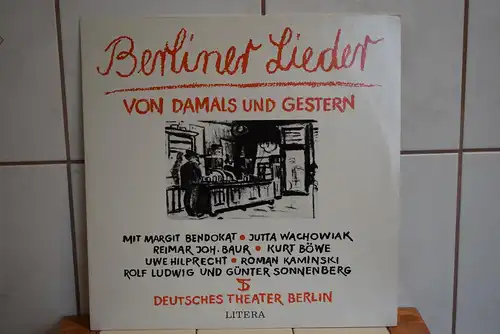 Berliner Lieder
VON DAMALS UND GESTERN
MIT MARGIT BENDOKAT • JUTTA WACHOWIAK
REIMAR JOH. BAUR • KURT BÖWE
UWE HILPRECHT • ROMAN KAMINSKI
ROLF LUDWIG UND GÜNTER SONNENBERG
DT
DEUTSCHES THEATER BERLIN
LITERA